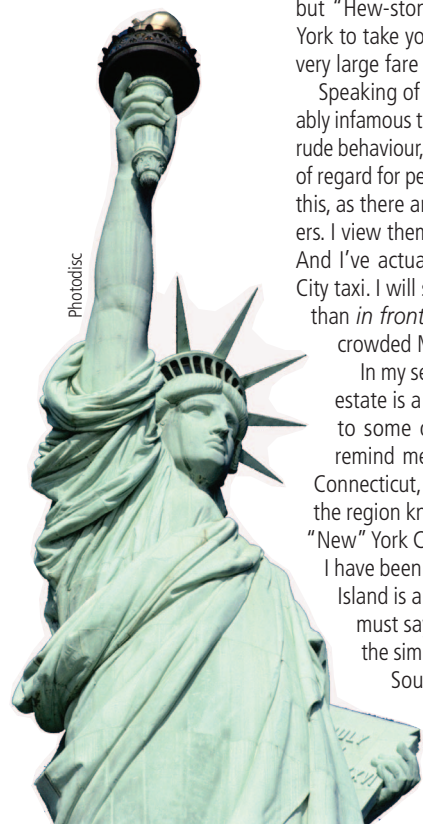 but “Hew-stor
York to take yo
very large fare
Speaking of
ably infamous t
rude behaviour,
of regard for pe
this, as there ar
ers. I view them
And I’ve actua
City taxi. I will s
than in front
crowded M
In my se
estate is a
to some
remind me
Connecticut,
the region kn
“New” York C
I have been
Island is a
must say
the sim
Sou
Photodisc
JULY